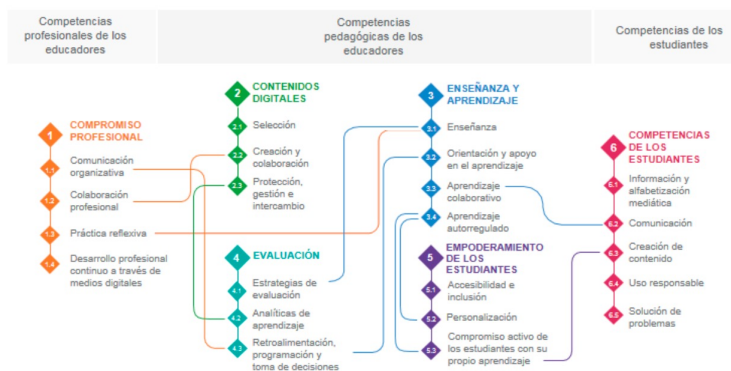 Competencias
profesionales de los
educadores
Competencias
pedagógicas de los
educadores
Competencias de los
estudiantes
1
COMPROMISO
PROFESIONAL
1.1
Comunicación
organizativa
1.2
Colaboración
profesional
1.3
Práctica reflexiva
1.4
Desarrollo profesional
continuo a través de
medios digitales
2
CONTENIDOS
DIGITALES
2.1
Selección
2.2
Creación y
colaboración
2.3
Protección,
gestión e
intercambio
4
EVALUACIÓN
4.1
Estrategias de
evaluación
4.2
Analíticas de
aprendizaje
4.3
Retroalimentación,
programación y
toma de decisiones
3
ENSEÑANZA Y
APRENDIZAJE
3.1
Enseñanza
3.2
Orientación y apoyo
en el aprendizaje
3.3
Aprendizaje
colaborativo
3.4
Aprendizaje
autorregulado
5
EMPODERAMIENTO
DE LOS
ESTUDIANTES
5.1
Accesibilidad e
inclusión
5.2
Personalización
5.3
Compromiso activo de
los estudiantes con su
propio aprendizaje
6
COMPETENCIAS
DE LOS
ESTUDIANTES
6.1
Información y
alfabetización
mediática
6.2
Comunicación
6.3
Creación de
contenido
6.4
Uso responsable
6.5
Solución de
problemas